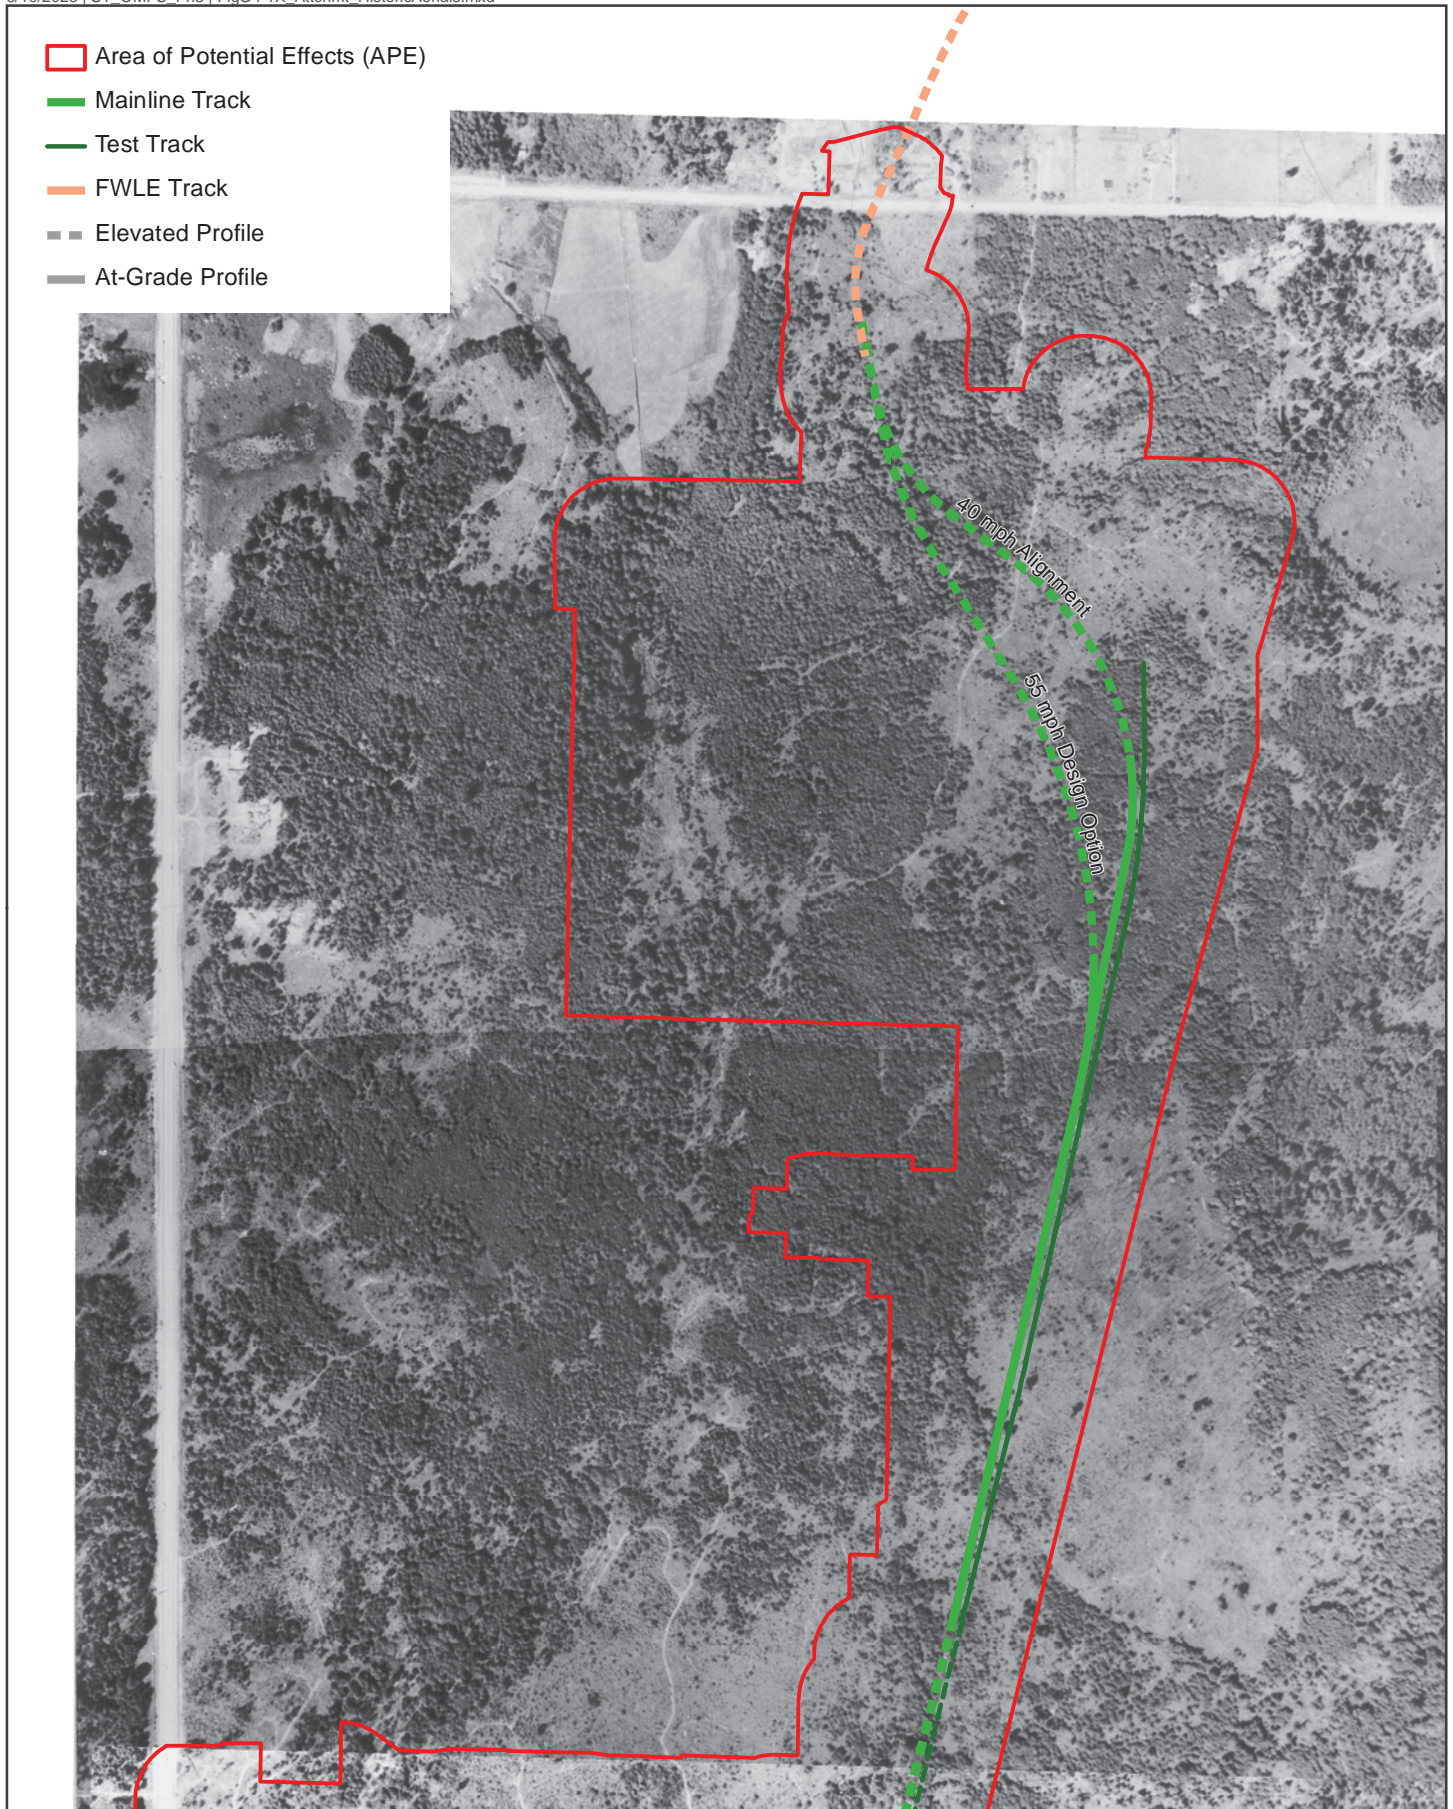 Area of Potential Effects (APE)
Mainline Track
Test Track
FWLE Track
Elevated Profile
At-Grade Profile
40 mph Alignment
55 mph Design Option